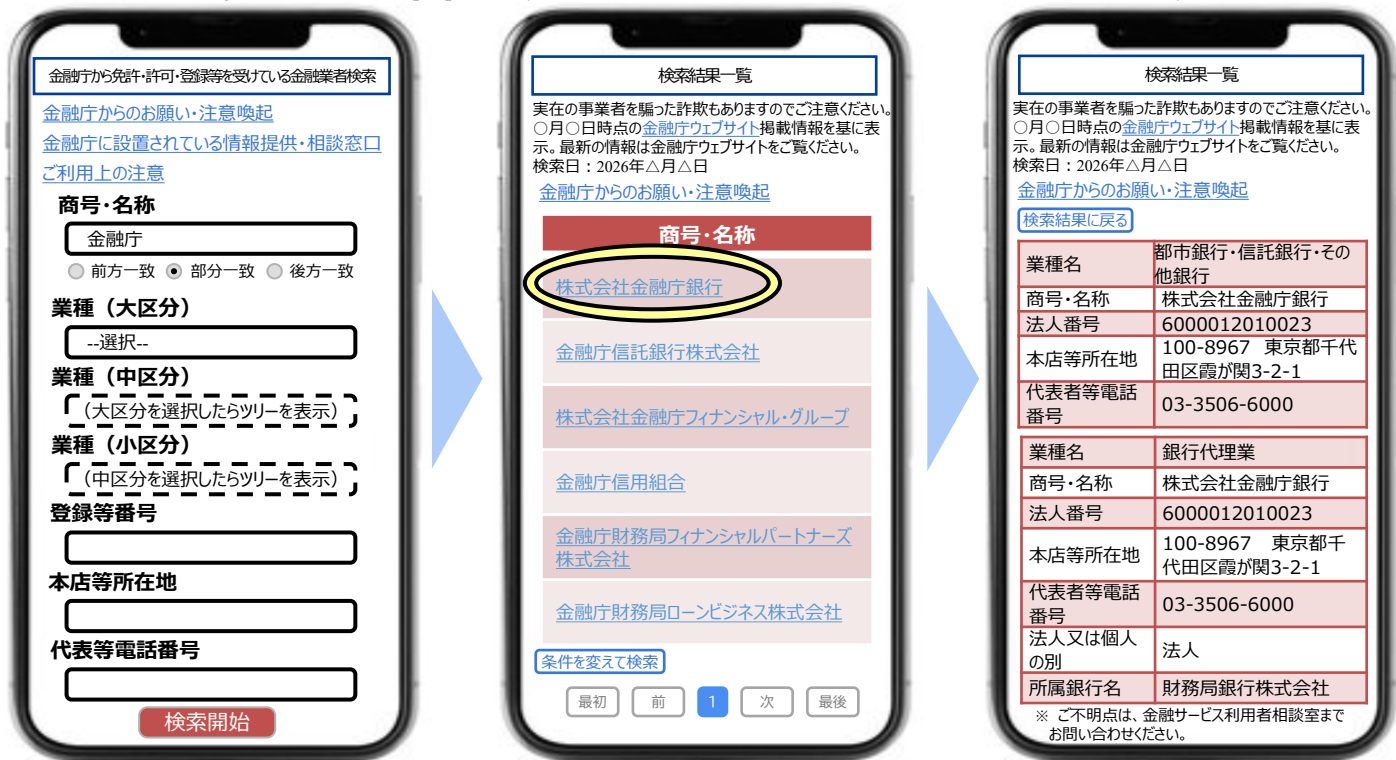 金融庁から免許・許可・登録等を受けている金融業者検索
金融庁からのお願い・注意喚起
金融庁に設置されている情報提供・相談窓口
ご利用上の注意
商号・名称
金融庁
前方一致 部分一致 後方一致
業種（大区分）
--選択--
業種（中区分）
（大区分を選択したらツリーを表示）
業種（小区分）
（中区分を選択したらツリーを表示）
登録等番号
本店等所在地
代表等電話番号
検索開始
検索結果一覧
実在の事業者を騙った詐欺もありますのでご注意ください。
○月○日時点の金融庁ウェブサイト掲載情報を基に表
示。最新の情報は金融庁ウェブサイトをご覧ください。
検索日：2026年△月△日
金融庁からのお願い・注意喚起
商号・名称
株式会社金融庁銀行
金融庁信託銀行株式会社
株式会社金融庁フィナンシャル・グループ
金融庁信用組合
金融庁財務局フィナンシャルパートナーズ
株式会社
金融庁財務局ローンビジネス株式会社
条件を変えて検索
最初 前 1 次 最後
検索結果一覧
実在の事業者を騙った詐欺もありますのでご注意ください。
○月○日時点の金融庁ウェブサイト掲載情報を基に表
示。最新の情報は金融庁ウェブサイトをご覧ください。
検索日：2026年△月△日
金融庁からのお願い・注意喚起
検索結果に戻る
業種名 都市銀行・信託銀行・その
他銀行
商号・名称 株式会社金融庁銀行
法人番号 6000012010023
本店等所在地 100-8967 東京都千代
田区霞が関3-2-1
代表者等電話
番号 03-3506-6000
業種名 銀行代理業
商号・名称 株式会社金融庁銀行
法人番号 6000012010023
本店等所在地 100-8967 東京都千
代田区霞が関3-2-1
代表者等電話
番号 03-3506-6000
法人又は個人
の別 法人
所属銀行名 財務局銀行株式会社
※ ご不明点は、金融サービス利用者相談室まで
お問い合わせください。